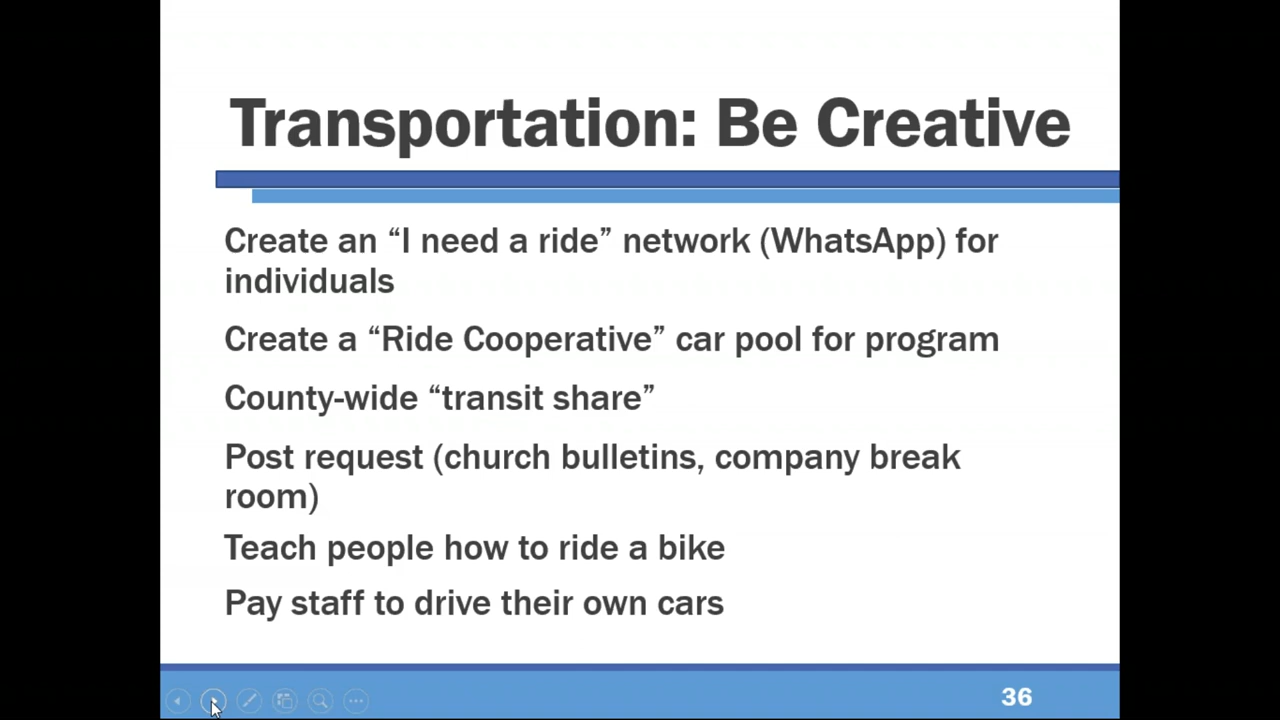 Transportation: Be Creative
Create an “I need a ride” network (WhatsApp) for
individuals
Create a “Ride Cooperative” car pool for program
County-wide “transit share”
Post request (church bulletins, company break
room)
Teach people how to ride a bike
Pay staff to drive their own cars
36